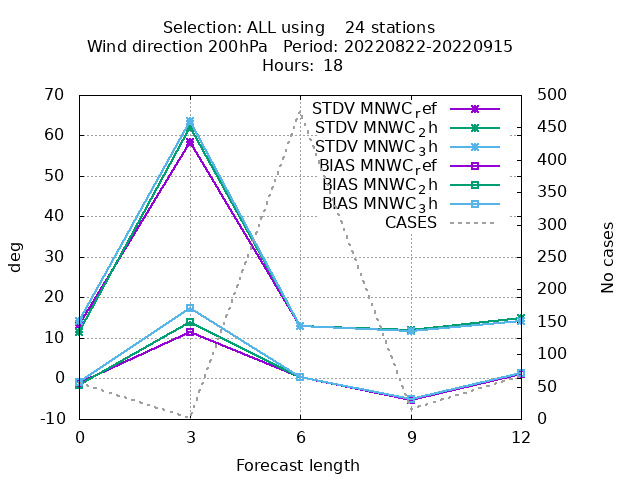 Selection: ALL using    24 stations
Wind direction 200hPa   Period: 20220822-20220915
Hours: 18
STDV MNWC_ref
STDV MNWC_2h
STDV MNWC_3h
BIAS MNWC_ref
BIAS MNWC_2h
BIAS MNWC_3h
CASES
70
60
50
40
30
20
10
0
-10
deg
500
450
400
350
300
250
200
150
100
50
0
No cases
0 3 6 9 12
Forecast length